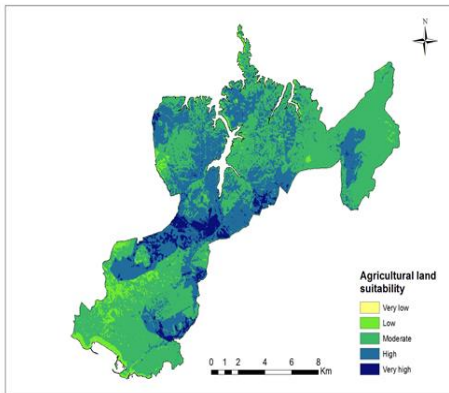 N
Agricultural land
suitability
Very low
Low
Moderate
High
Very high
0 1 2 4 6 8
Km